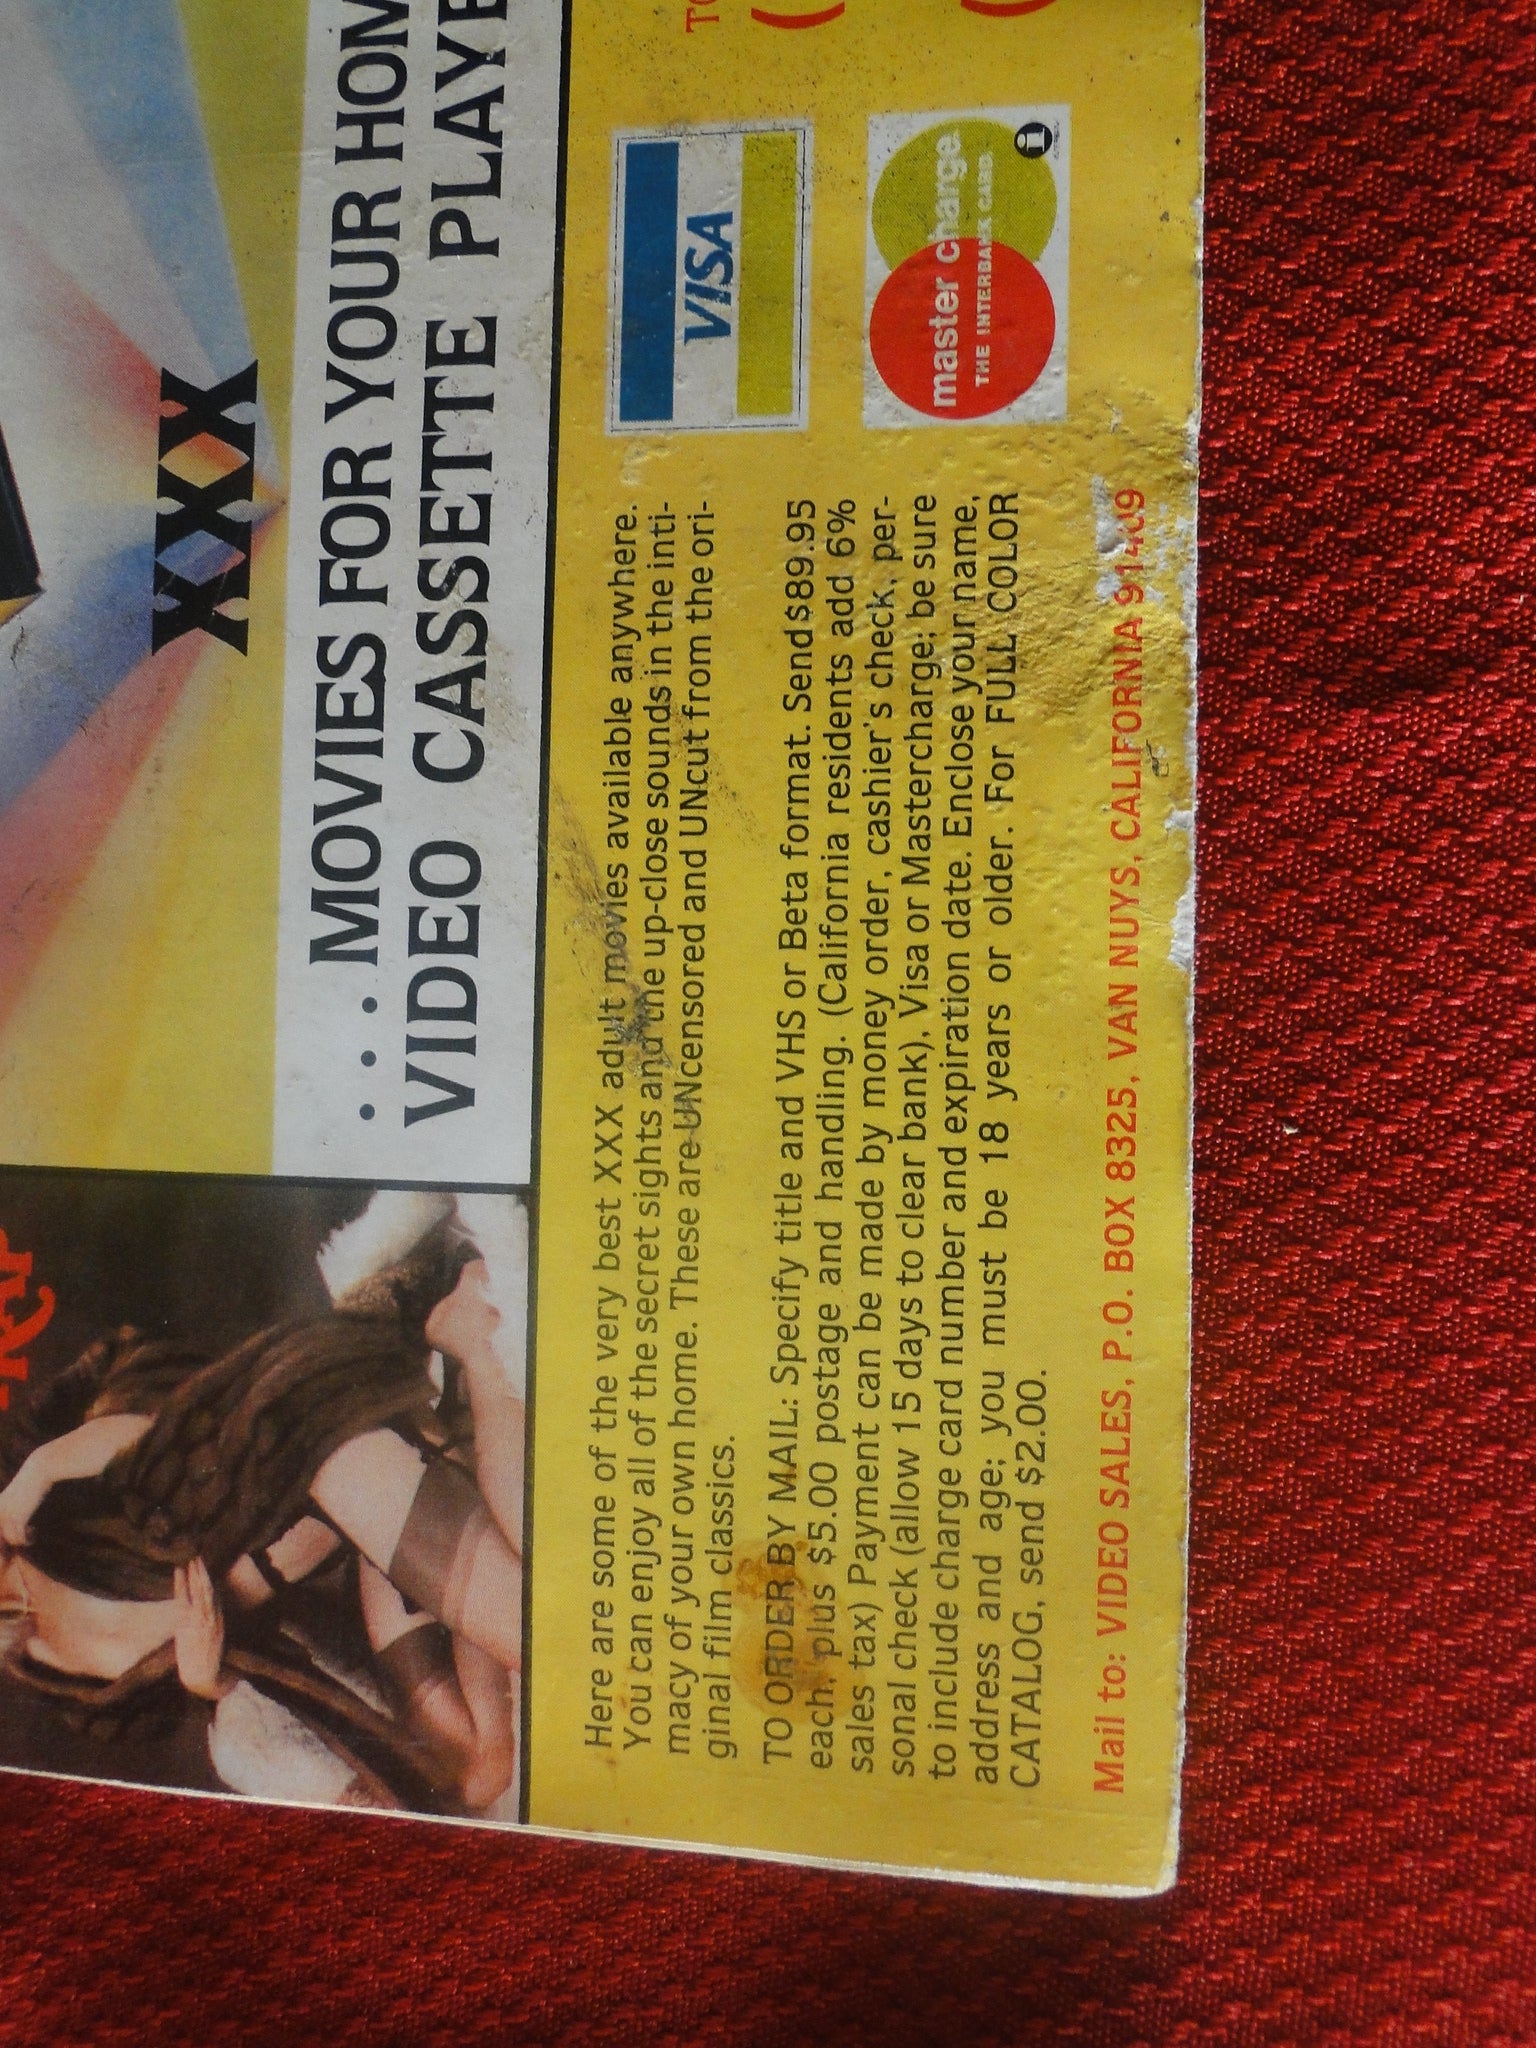 XXX
. . . MOVIES FOR YOUR HOM
VIDEO CASSETTE PLAYE
Here are some of the very best XXX adult movies available anywhere.
You can enjoy all of the secret sights and the up-close sounds in the inti-
macy of your own home. These are UNcensored and UNcut from the ori-
ginal film classics.
TO ORDER BY MAIL: Specify title and VHS or Beta format. Send $89.95
each, plus $5.00 postage and handling. (California residents add 6%
sales tax) Payment can be made by money order, cashier's check, per-
sonal check (allow 15 days to clear bank), Visa or Mastercharge; be sure
to include charge card number and expiration date. Enclose your name,
address and age; you must be 18 years or older. For FULL COLOR
CATALOG, send $2.00.
Mail to: VIDEO SALES, P.O. BOX 8325, VAN NUYS, CALIFORNIA 91409
VISA
master charge
THE INTERBANK CARD
i
TO
(
(